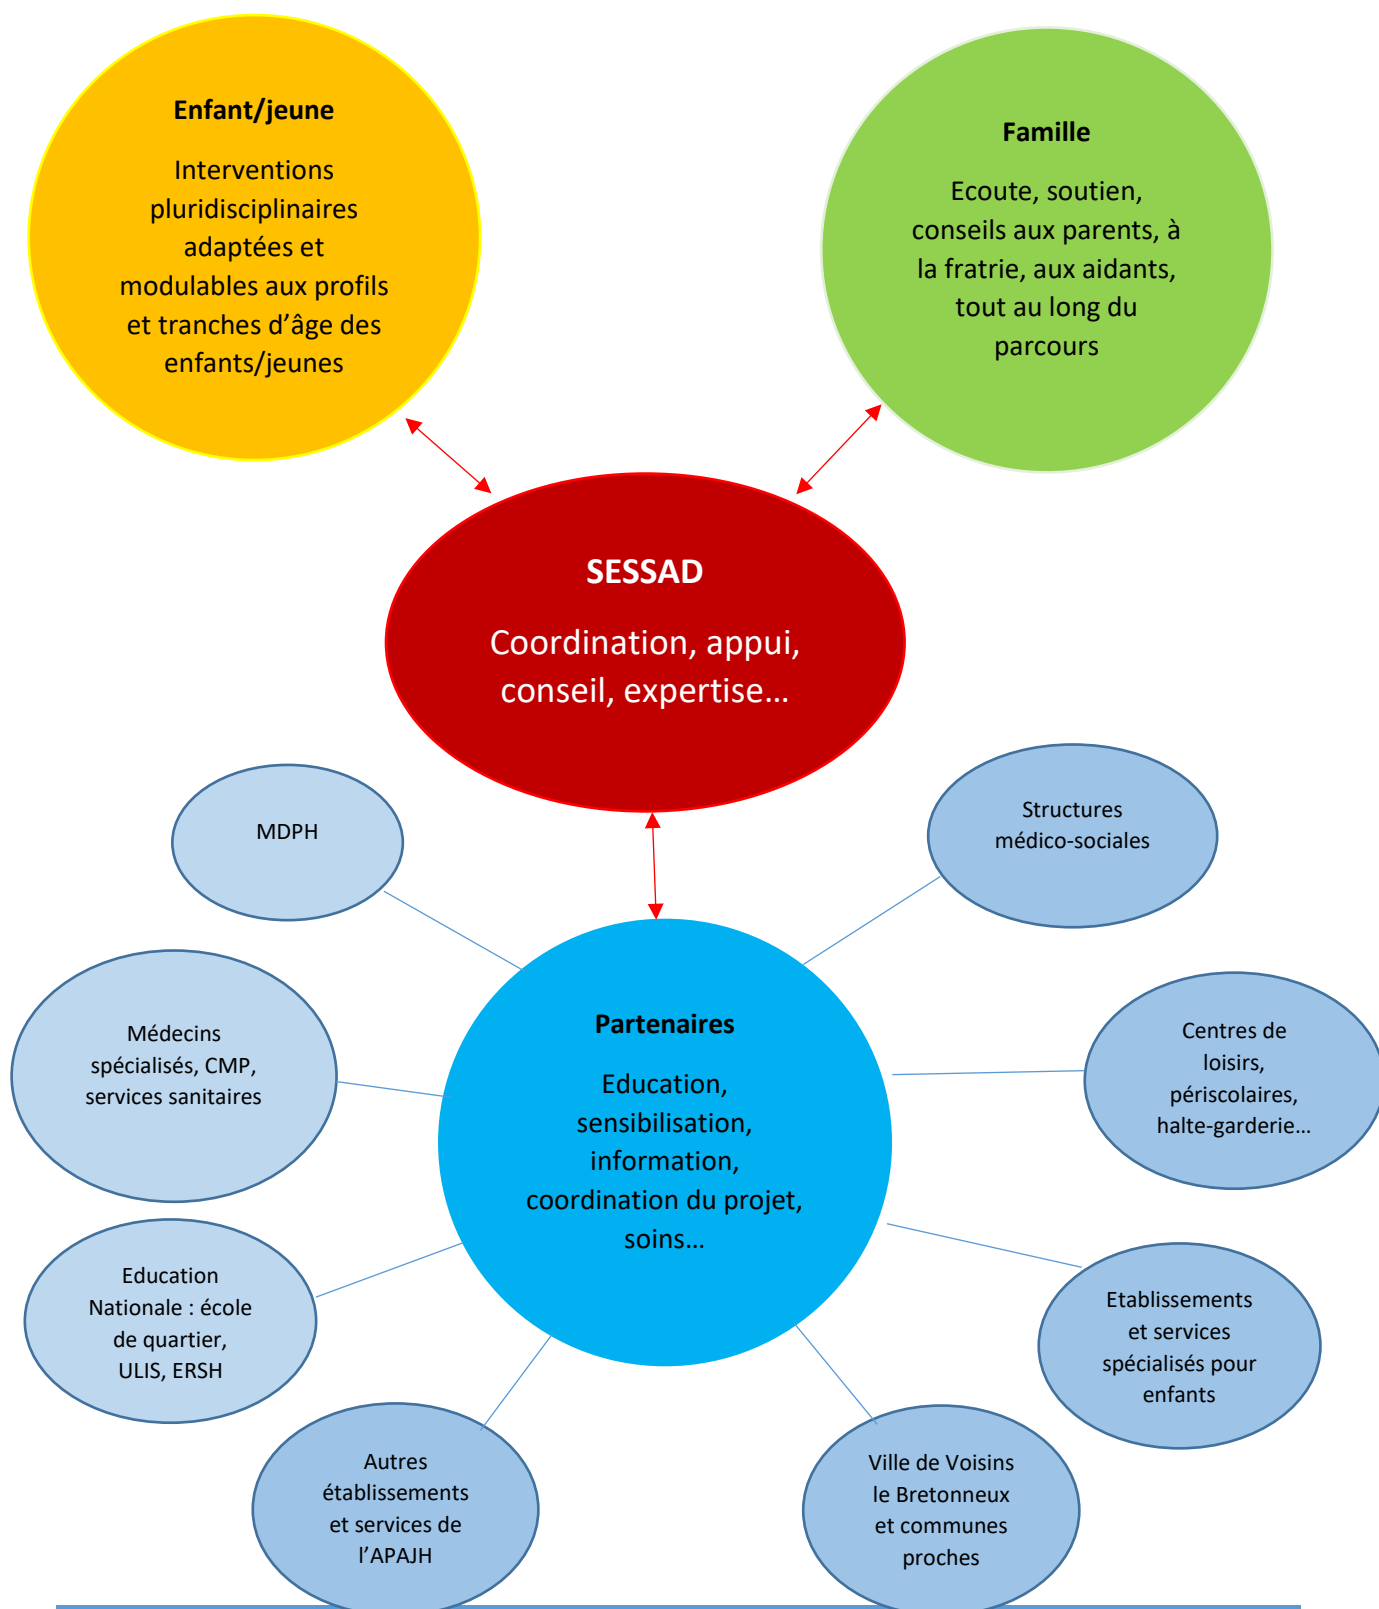 Enfant/jeune
Interventions
pluridisciplinaires
adaptées et
modulables aux profils
et tranches d’âge des
enfants/jeunes
Famille
Ecoute, soutien,
conseils aux parents, à
la fratrie, aux aidants,
tout au long du
parcours
SESSAD
Coordination, appui,
conseil, expertise…
MDPH
Structures
médico-sociales
Médecins
spécialisés, CMP,
services sanitaires
Partenaires
Education,
sensibilisation,
information,
coordination du projet,
soins…
Centres de
loisirs,
périscolaires,
halte-garderie…
Education
Nationale : école
de quartier,
ULIS, ERSH
Etablissements
et services
spécialisés pour
enfants
Autres
établissements
et services de
l’APAJH
Ville de Voisins
le Bretonneux
et communes
proches